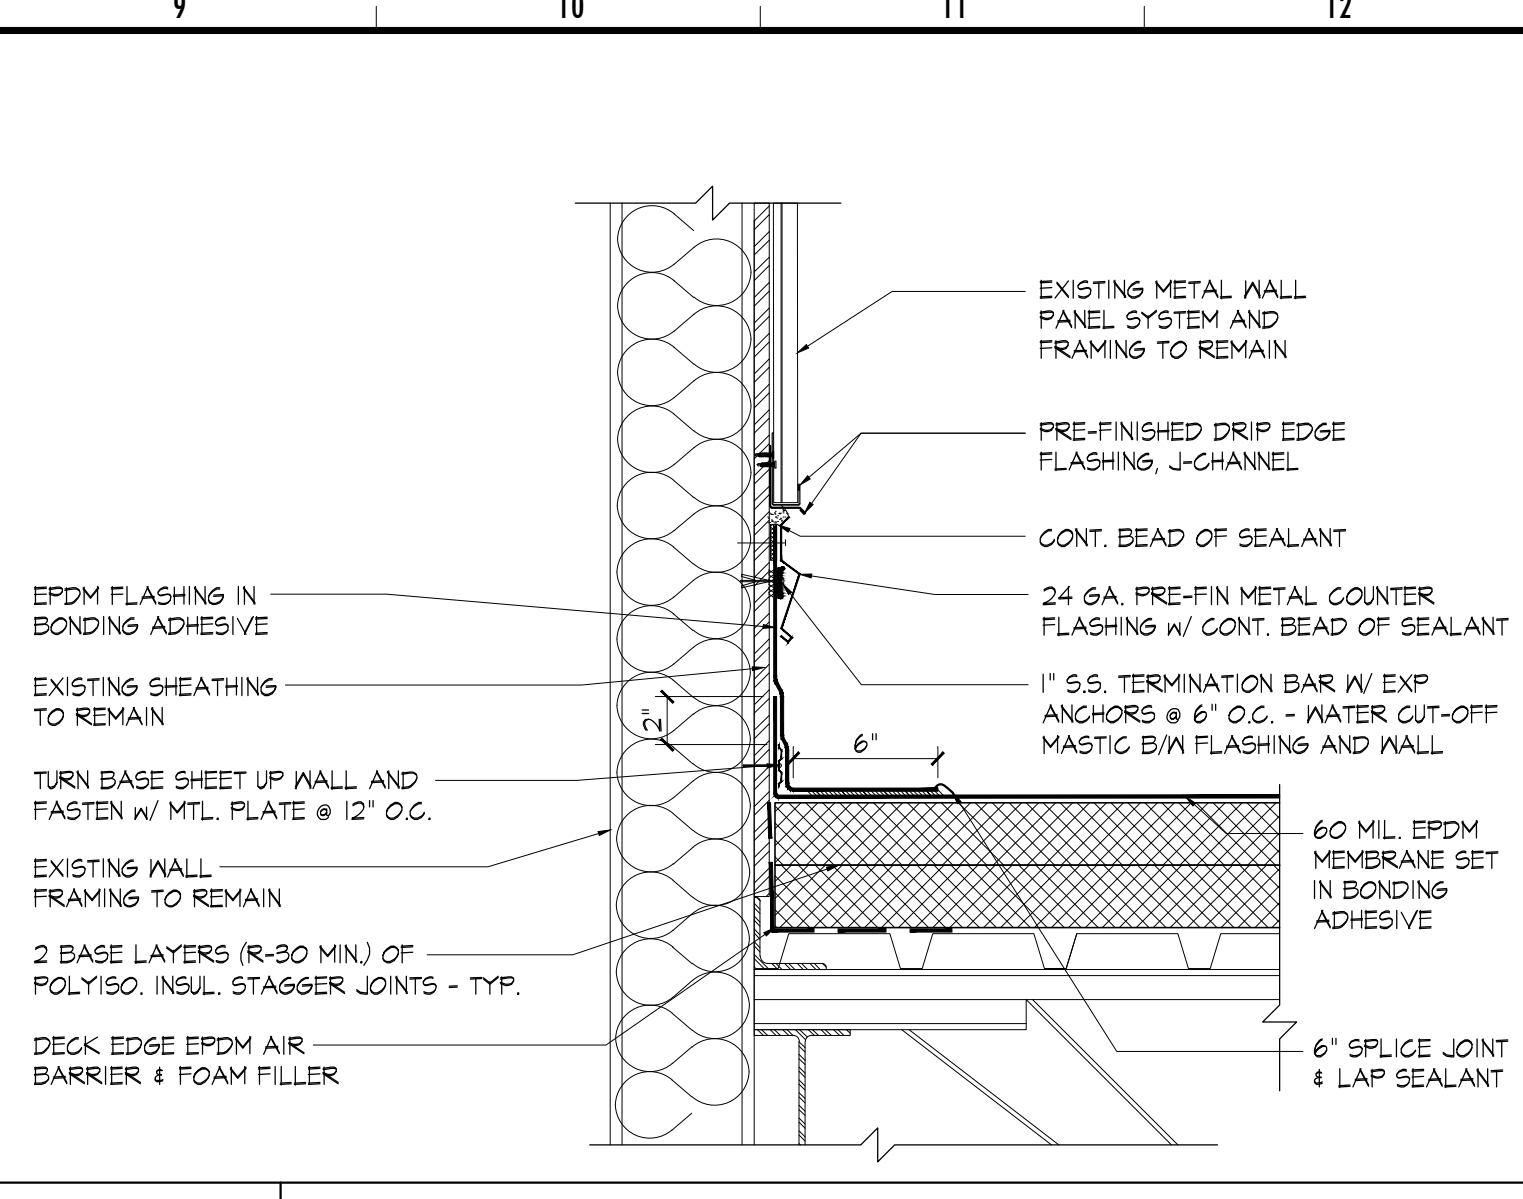 9 10 11 12
EXISTING METAL WALL
PANEL SYSTEM AND
FRAMING TO REMAIN
PRE-FINISHED DRIP EDGE
FLASHING, J-CHANNEL
CONT. BEAD OF SEALANT
24 GA. PRE-FIN METAL COUNTER
FLASHING w/ CONT. BEAD OF SEALANT
1" S.S. TERMINATION BAR W/ EXP
ANCHORS @ 6" O.C. - WATER CUT-OFF
MASTIC B/W FLASHING AND WALL
EPDM FLASHING IN
BONDING ADHESIVE
EXISTING SHEATHING
TO REMAIN
2"
6"
TURN BASE SHEET UP WALL AND
FASTEN w/ MTL. PLATE @ 12" O.C.
EXISTING WALL
FRAMING TO REMAIN
2 BASE LAYERS (R-30 MIN.) OF
POLYISO. INSUL. STAGGER JOINTS - TYP.
DECK EDGE EPDM AIR
BARRIER & FOAM FILLER
60 MIL. EPDM
MEMBRANE SET
IN BONDING
ADHESIVE
6" SPLICE JOINT
& LAP SEALANT